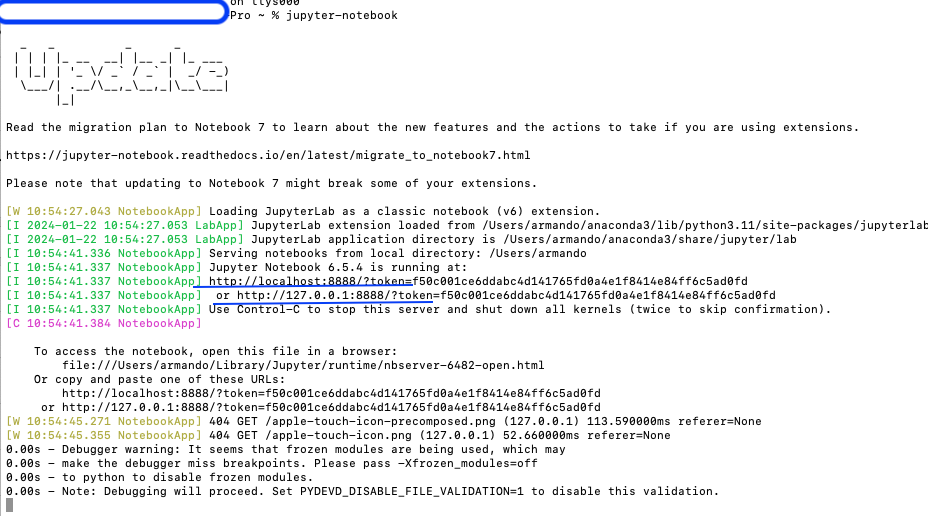 on ttys000
Pro ~ % jupyter-notebook
Update
Read the migration plan to Notebook 7 to learn about the new features and the actions to take if you are using extensions.
https://jupyter-notebook.readthedocs.io/en/latest/migrate_to_notebook7.html
Please note that updating to Notebook 7 might break some of your extensions.
[W 10:54:27.043 NotebookApp] Loading JupyterLab as a classic notebook (v6) extension.
[I 2024-01-22 10:54:27.053 LabApp] JupyterLab extension loaded from /Users/armando/anaconda3/lib/python3.11/site-packages/jupyterlab
[I 2024-01-22 10:54:27.053 LabApp] JupyterLab application directory is /Users/armando/anaconda3/share/jupyter/lab
[I 10:54:41.336 NotebookApp] Serving notebooks from local directory: /Users/armando
[I 10:54:41.337 NotebookApp] Jupyter Notebook 6.5.4 is running at:
[I 10:54:41.337 NotebookApp] http://localhost:8888/?token=f50c001ce6ddabc4d141765fd0a4e1f8414e84ff6c5ad0fd
[I 10:54:41.337 NotebookApp]  or http://127.0.0.1:8888/?token=f50c001ce6ddabc4d141765fd0a4e1f8414e84ff6c5ad0fd
[I 10:54:41.337 NotebookApp] Use Control-C to stop this server and shut down all kernels (twice to skip confirmation).
[C 10:54:41.384 NotebookApp]
To access the notebook, open this file in a browser:
file:///Users/armando/Library/Jupyter/runtime/nbserver-6482-open.html
Or copy and paste one of these URLs:
http://localhost:8888/?token=f50c001ce6ddabc4d141765fd0a4e1f8414e84ff6c5ad0fd
or http://127.0.0.1:8888/?token=f50c001ce6ddabc4d141765fd0a4e1f8414e84ff6c5ad0fd
[W 10:54:45.271 NotebookApp] 404 GET /apple-touch-icon-precomposed.png (127.0.0.1) 113.590000ms referer=None
[W 10:54:45.355 NotebookApp] 404 GET /apple-touch-icon.png (127.0.0.1) 52.660000ms referer=None
0.00s - Debugger warning: It seems that frozen modules are being used, which may
0.00s - make the debugger miss breakpoints. Please pass -Xfrozen_modules=off
0.00s - to python to disable frozen modules.
0.00s - Note: Debugging will proceed. Set PYDEVD_DISABLE_FILE_VALIDATION=1 to disable this validation.